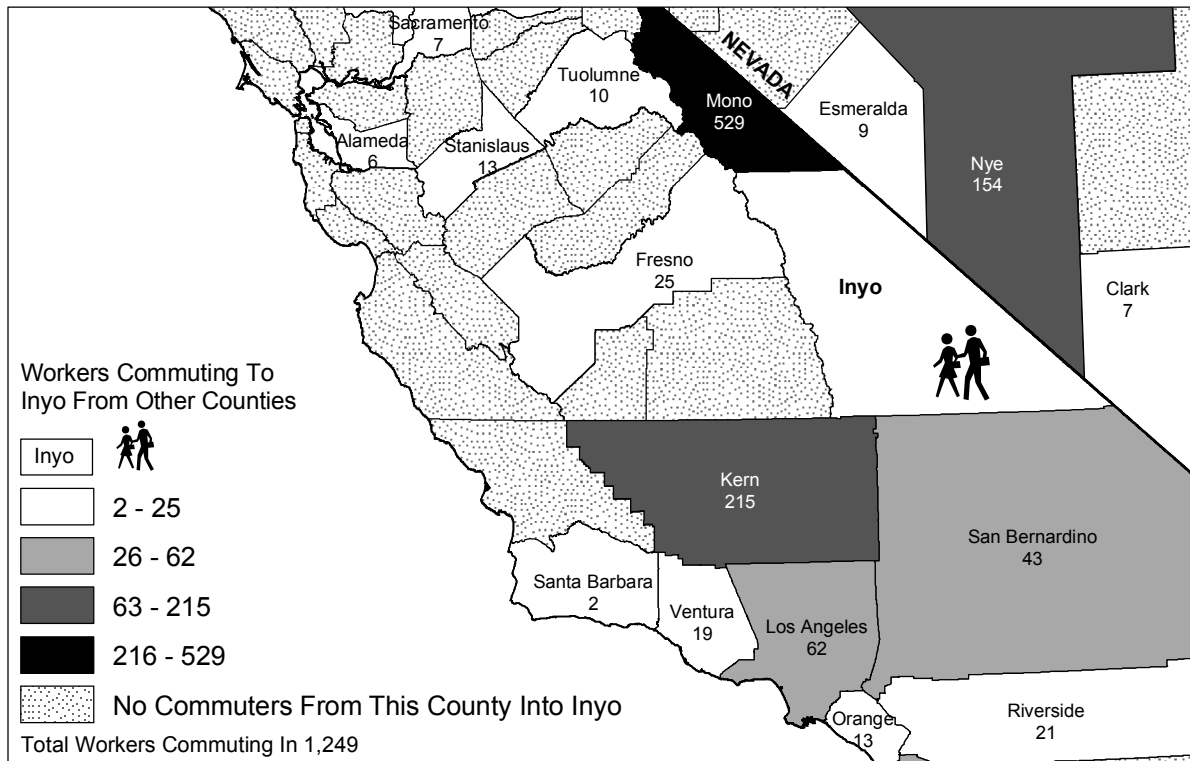 Sacramento
7
Tuolumne
10
NEVADA
Mono
529
Esmeralda
9
Alameda
6
Stanislaus
13
Nye
154
Fresno
25
Inyo
Clark
7
Workers Commuting To
Inyo From Other Counties
Inyo
2 - 25
26 - 62
63 - 215
216 - 529
No Commuters From This County Into Inyo
Total Workers Commuting In 1,249
Kern
215
San Bernardino
43
Santa Barbara
2
Ventura
19
Los Angeles
62
Orange
13
Riverside
21